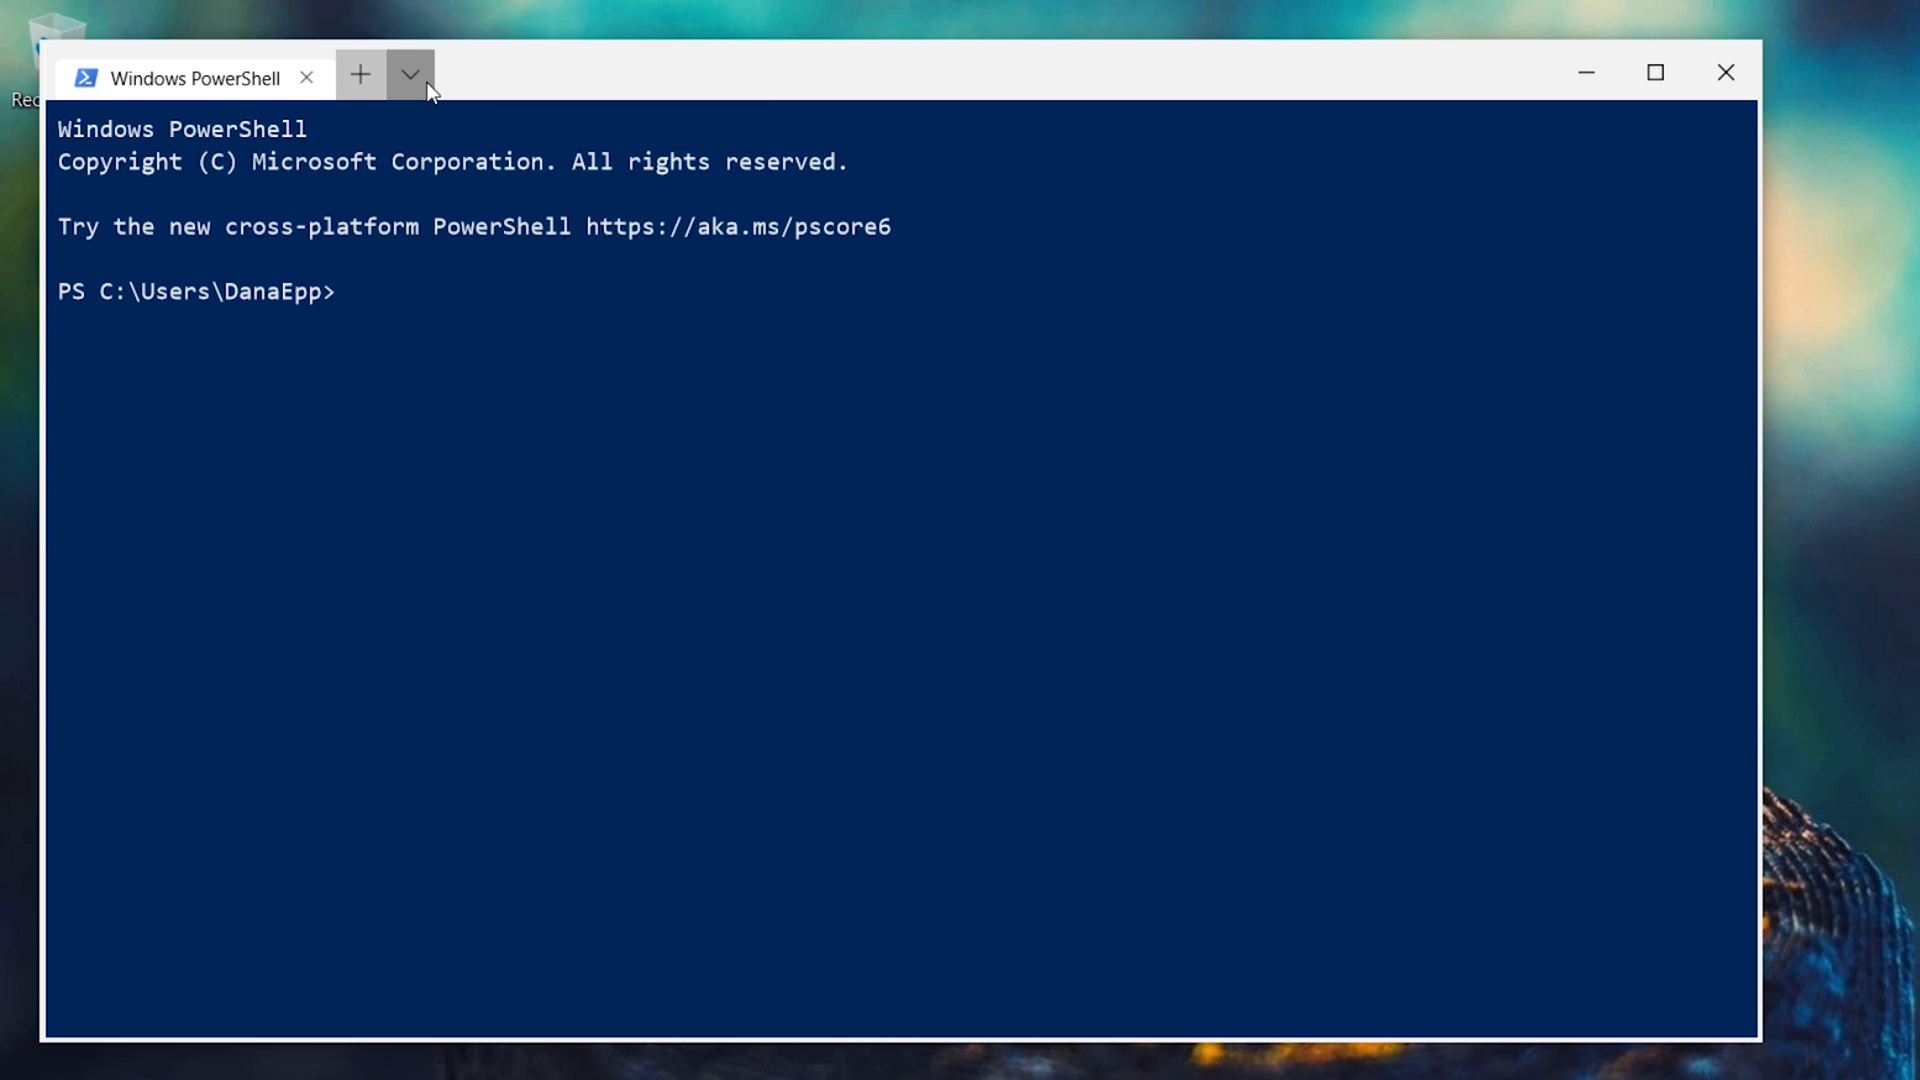 Rec
Windows PowerShell
Windows PowerShell
Copyright (C) Microsoft Corporation. All rights reserved.
Try the new cross-platform PowerShell https://aka.ms/pscore6
PS C:\Users\DanaEpp>